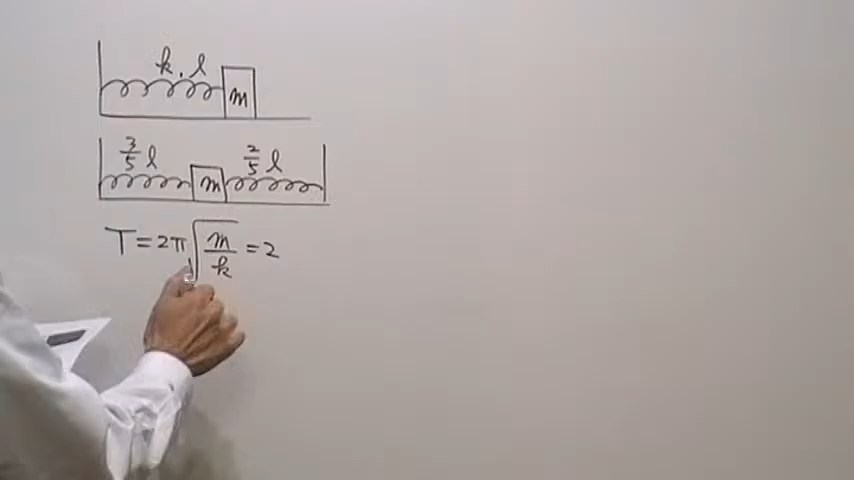 k, l
m
3/5 l m 2/5 l
T = 2π√(m/k) = 2